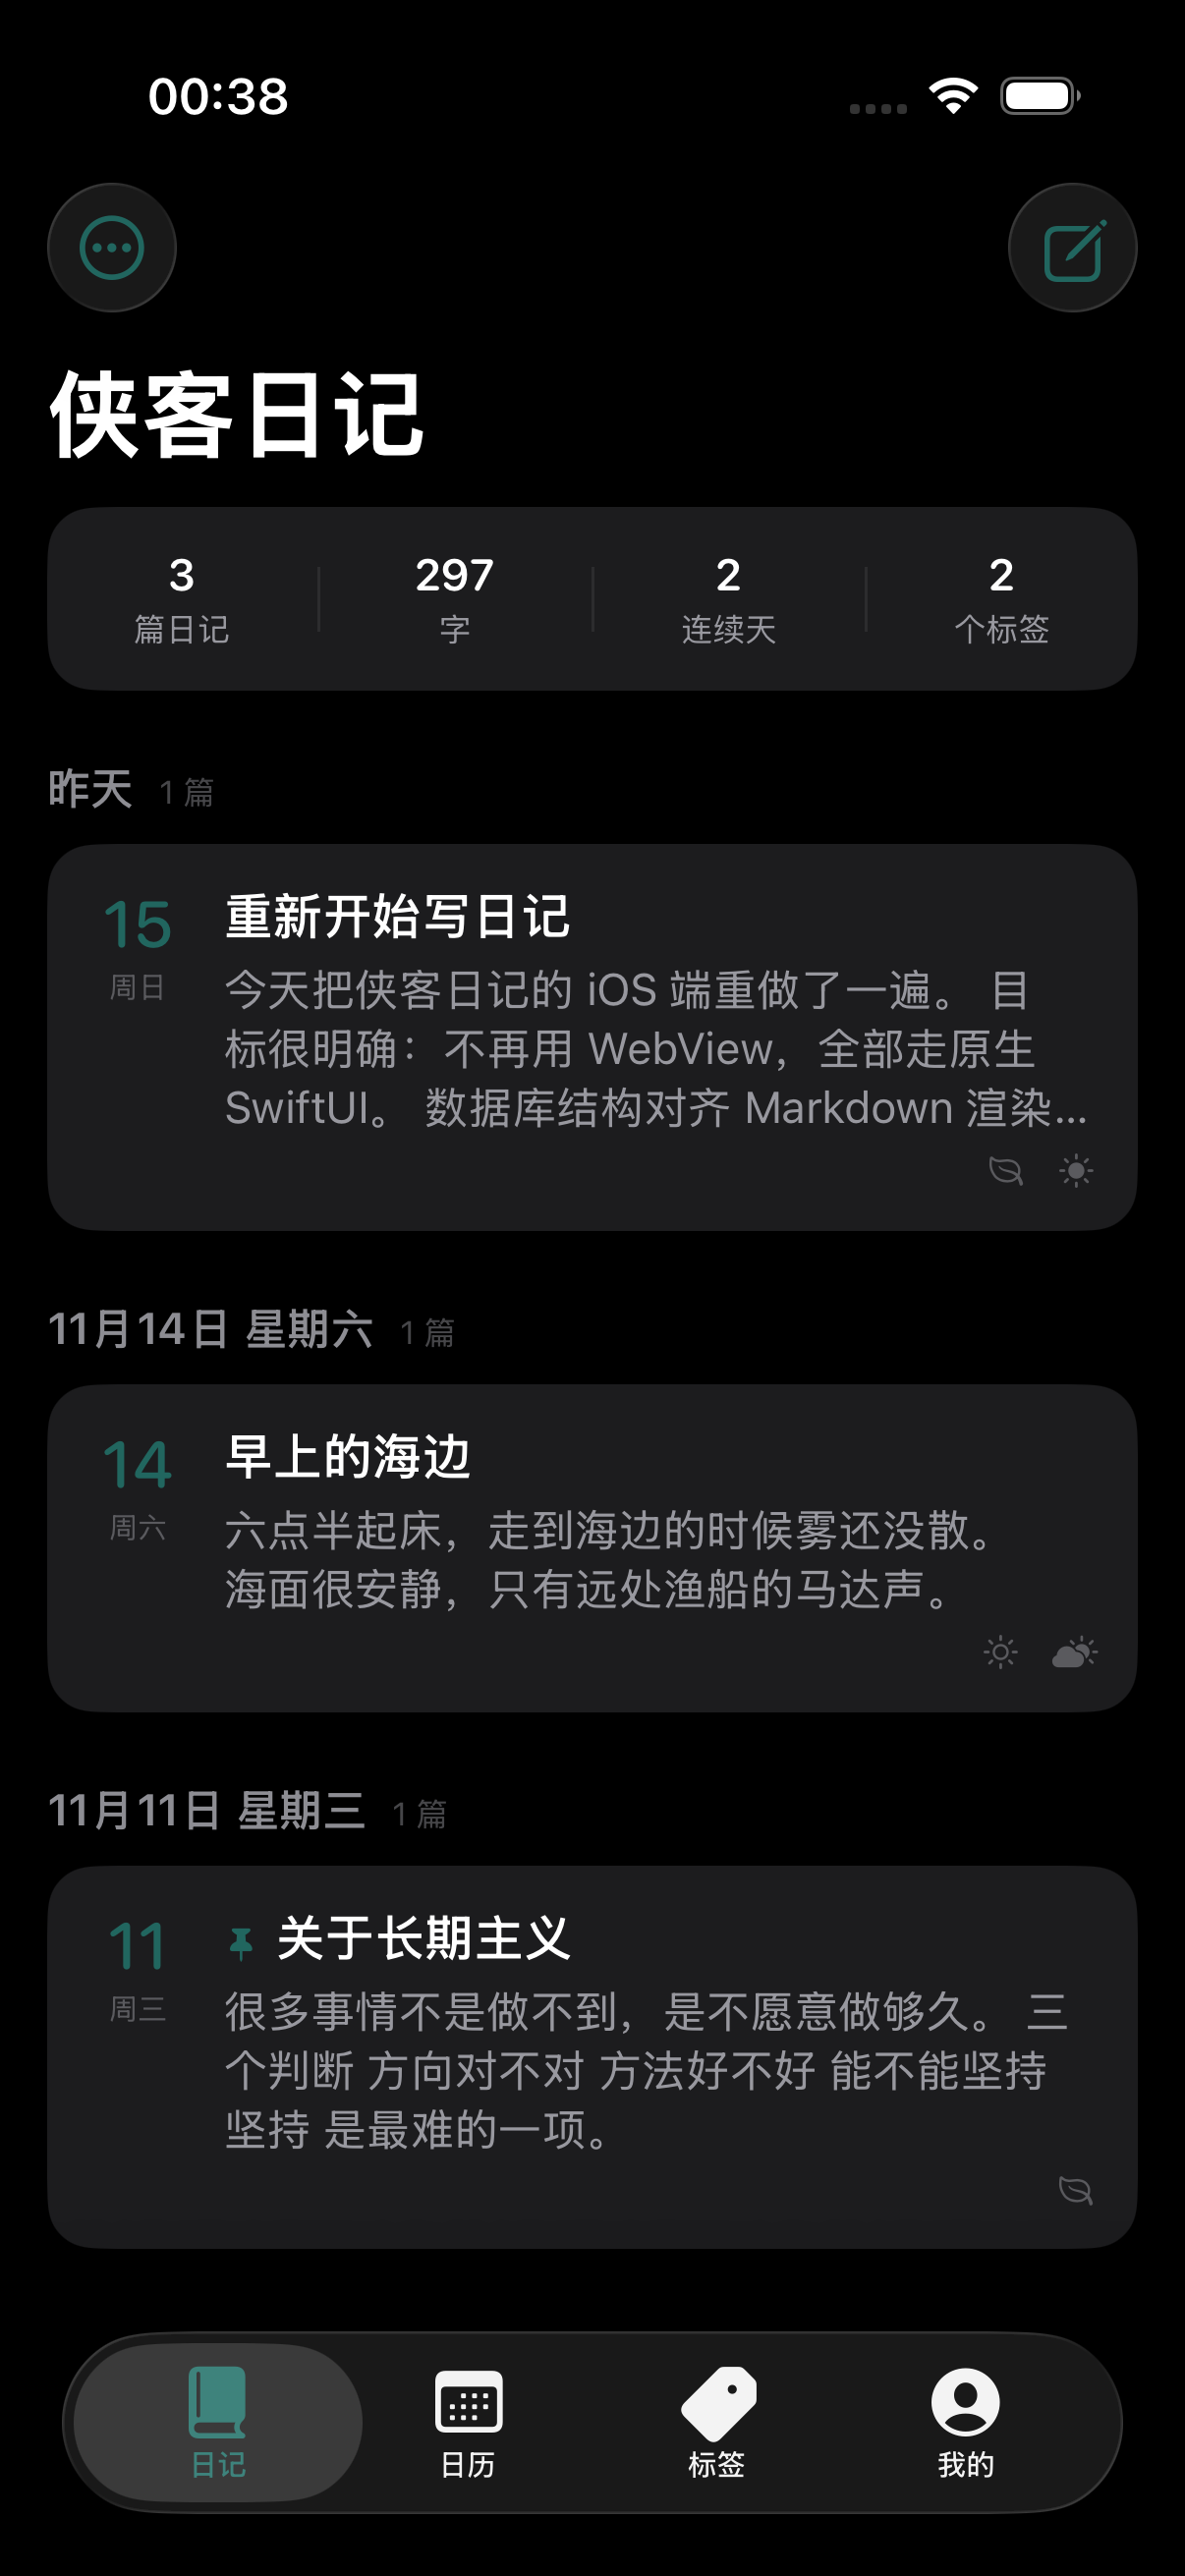 00:38
侠客日记
3
篇日记
297
字
2
连续天
2
个标签
昨天 1 篇
15
周日
重新开始写日记
今天把侠客日记的 iOS 端重做了一遍。 目
标很明确：不再用 WebView，全部走原生
SwiftUI。 数据库结构对齐 Markdown 渲染...
11月14日 星期六 1 篇
14
周六
早上的海边
六点半起床，走到海边的时候雾还没散。
海面很安静，只有远处渔船的马达声。
11月11日 星期三 1 篇
11
周三
关于长期主义
很多事情不是做不到，是不愿意做够久。 三
个判断 方向对不对 方法好不好 能不能坚持
坚持 是最难的一项。
日记
日历
标签
我的